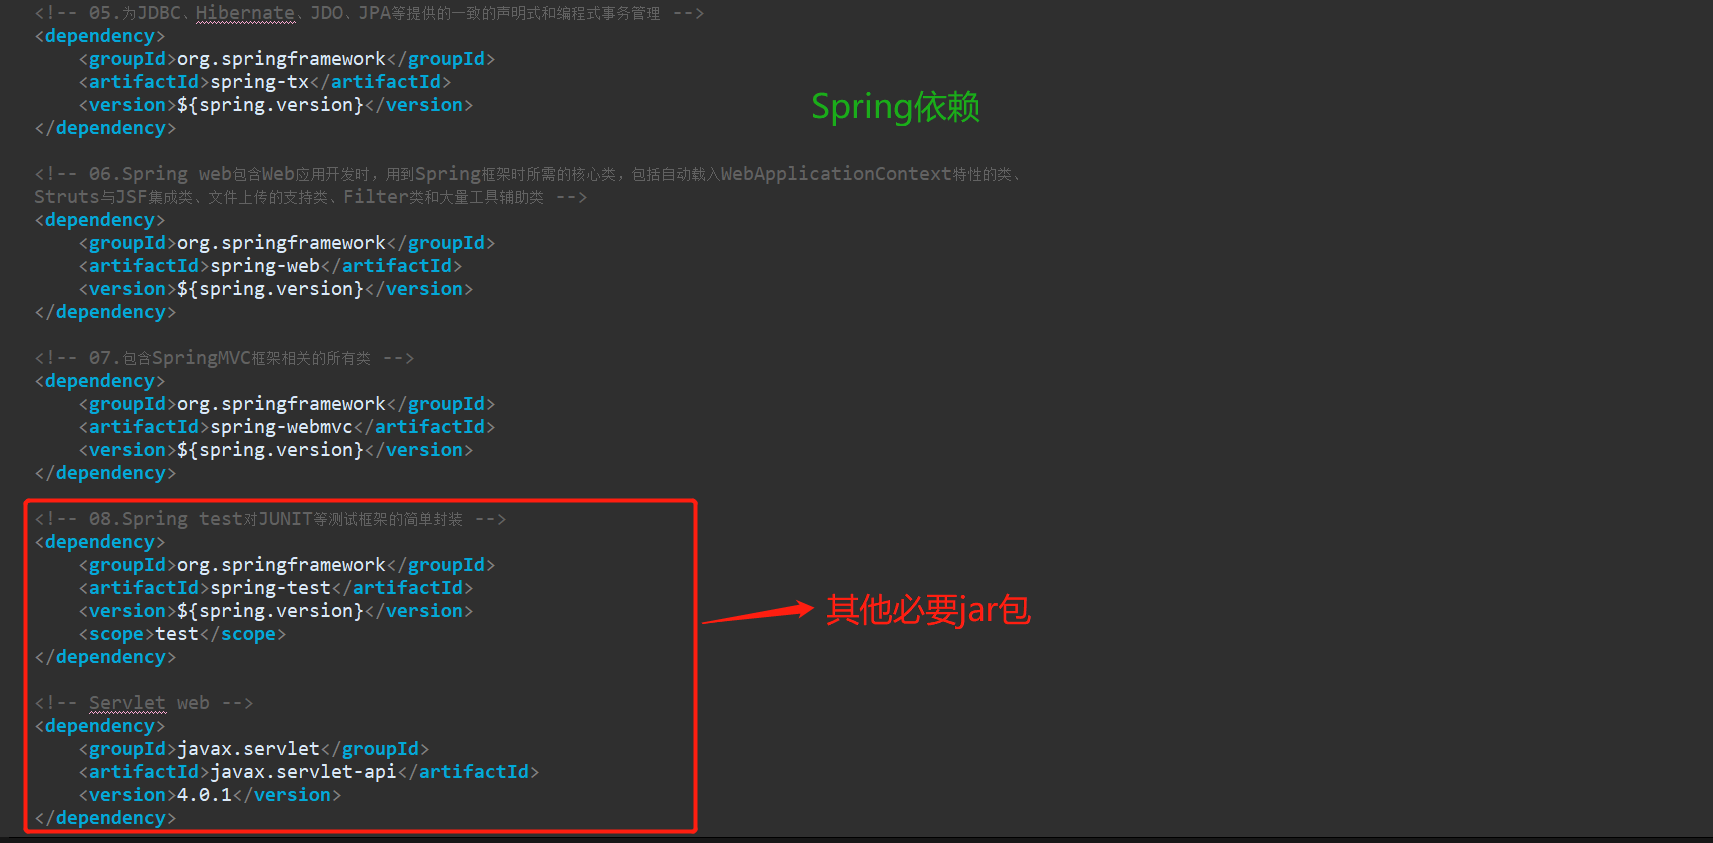 <!-- 05.为JDBC、Hibernate、JDO、JPA等提供的一致的声明式和编程式事务管理 -->
<dependency>
    <groupId>org.springframework</groupId>
    <artifactId>spring-tx</artifactId>
    <version>${spring.version}</version>
</dependency>
Spring依赖
<!-- 06.Spring web包含Web应用开发时，用到Spring框架时所需的核心类，包括自动载入WebApplicationContext特性的类、
Struts与JSF集成类、文件上传的支持类、Filter类和大量工具辅助类 -->
<dependency>
    <groupId>org.springframework</groupId>
    <artifactId>spring-web</artifactId>
    <version>${spring.version}</version>
</dependency>
<!-- 07.包含SpringMVC框架相关的所有类 -->
<dependency>
    <groupId>org.springframework</groupId>
    <artifactId>spring-webmvc</artifactId>
    <version>${spring.version}</version>
</dependency>
<!-- 08.Spring test对JUNIT等测试框架的简单封装 -->
<dependency>
    <groupId>org.springframework</groupId>
    <artifactId>spring-test</artifactId>
    <version>${spring.version}</version>
    <scope>test</scope>
</dependency>
其他必要jar包
<!-- Servlet web -->
<dependency>
    <groupId>javax.servlet</groupId>
    <artifactId>javax.servlet-api</artifactId>
    <version>4.0.1</version>
</dependency>